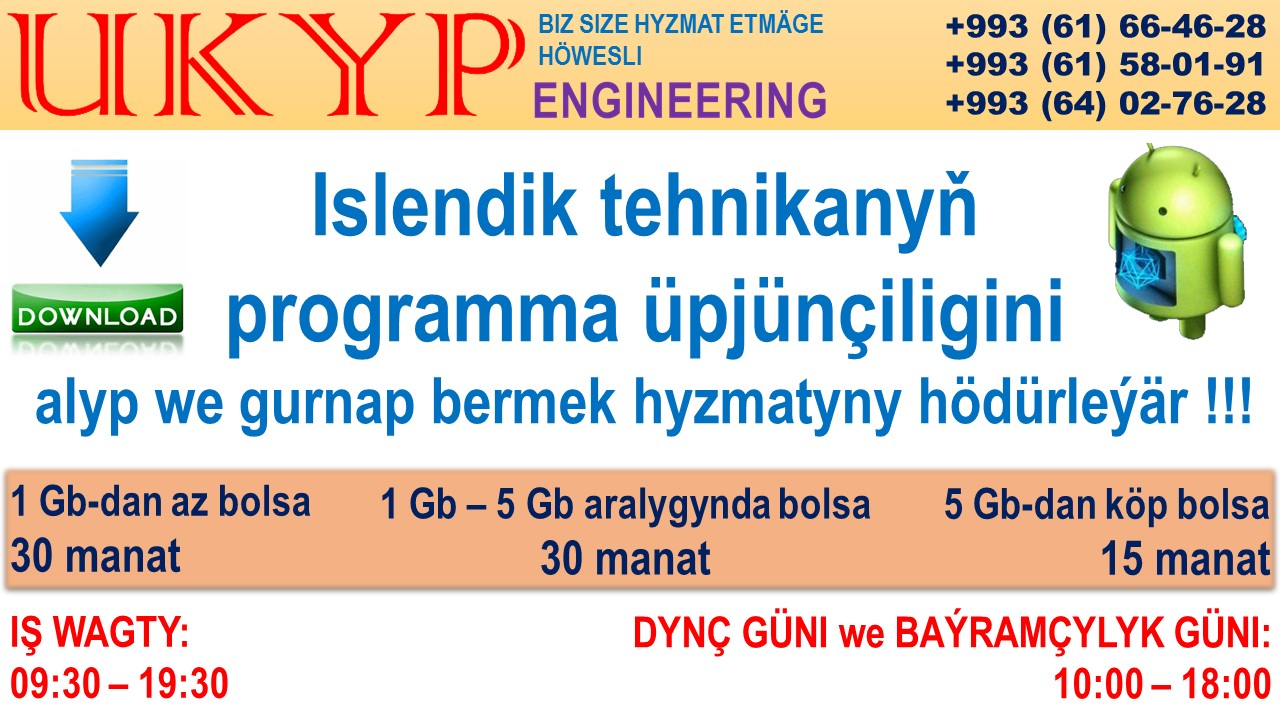 UKYP
BIZ SIZE HYZMAT ETMÄGE
HÖWESLI
ENGINEERING
+993 (61) 66-46-28
+993 (61) 58-01-91
+993 (64) 02-76-28
DOWNLOAD
Islendik tehnikanyň
programma üpjünçiligini
alyp we gurnap bermek hyzmatyny hödürleýär !!!
1 Gb-dan az bolsa
30 manat
1 Gb – 5 Gb aralygynda bolsa
30 manat
5 Gb-dan köp bolsa
15 manat
IŞ WAGTY:
09:30 – 19:30
DYNÇ GÜNI we BAÝRAMÇYLYK GÜNI:
10:00 – 18:00